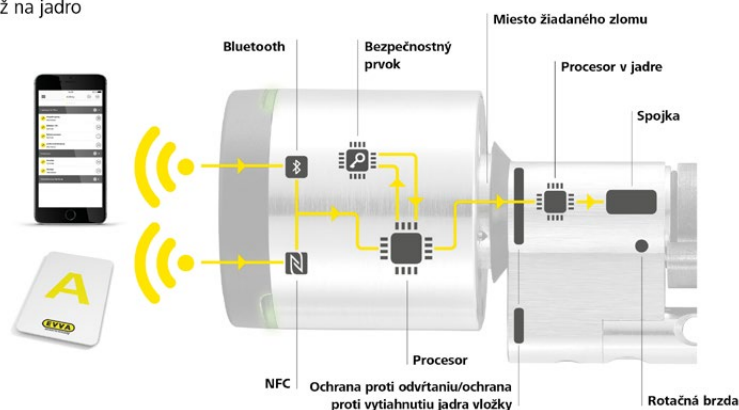 ž na jadro
Miesto žiadaného zlomu
Bluetooth
Bezpečnostný
prvok
Procesor v jadre
Spojka
A
EVVA
Procesor
NFC
Ochrana proti odvŕtaniu/ochrana
proti vytiahnutiu jadra vložky
Rotačná brzda